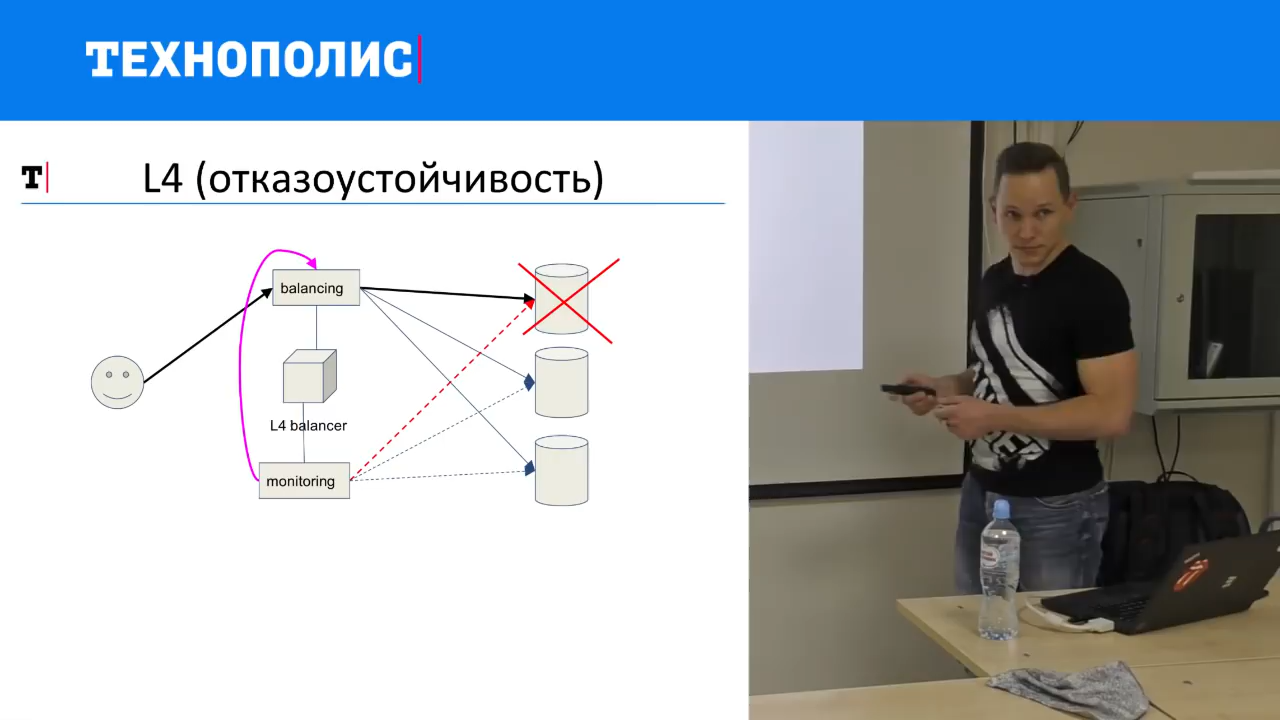 ТЕХНОПОЛИС
Т
L4 (отказоустойчивость)
balancing
L4 balancer
monitoring